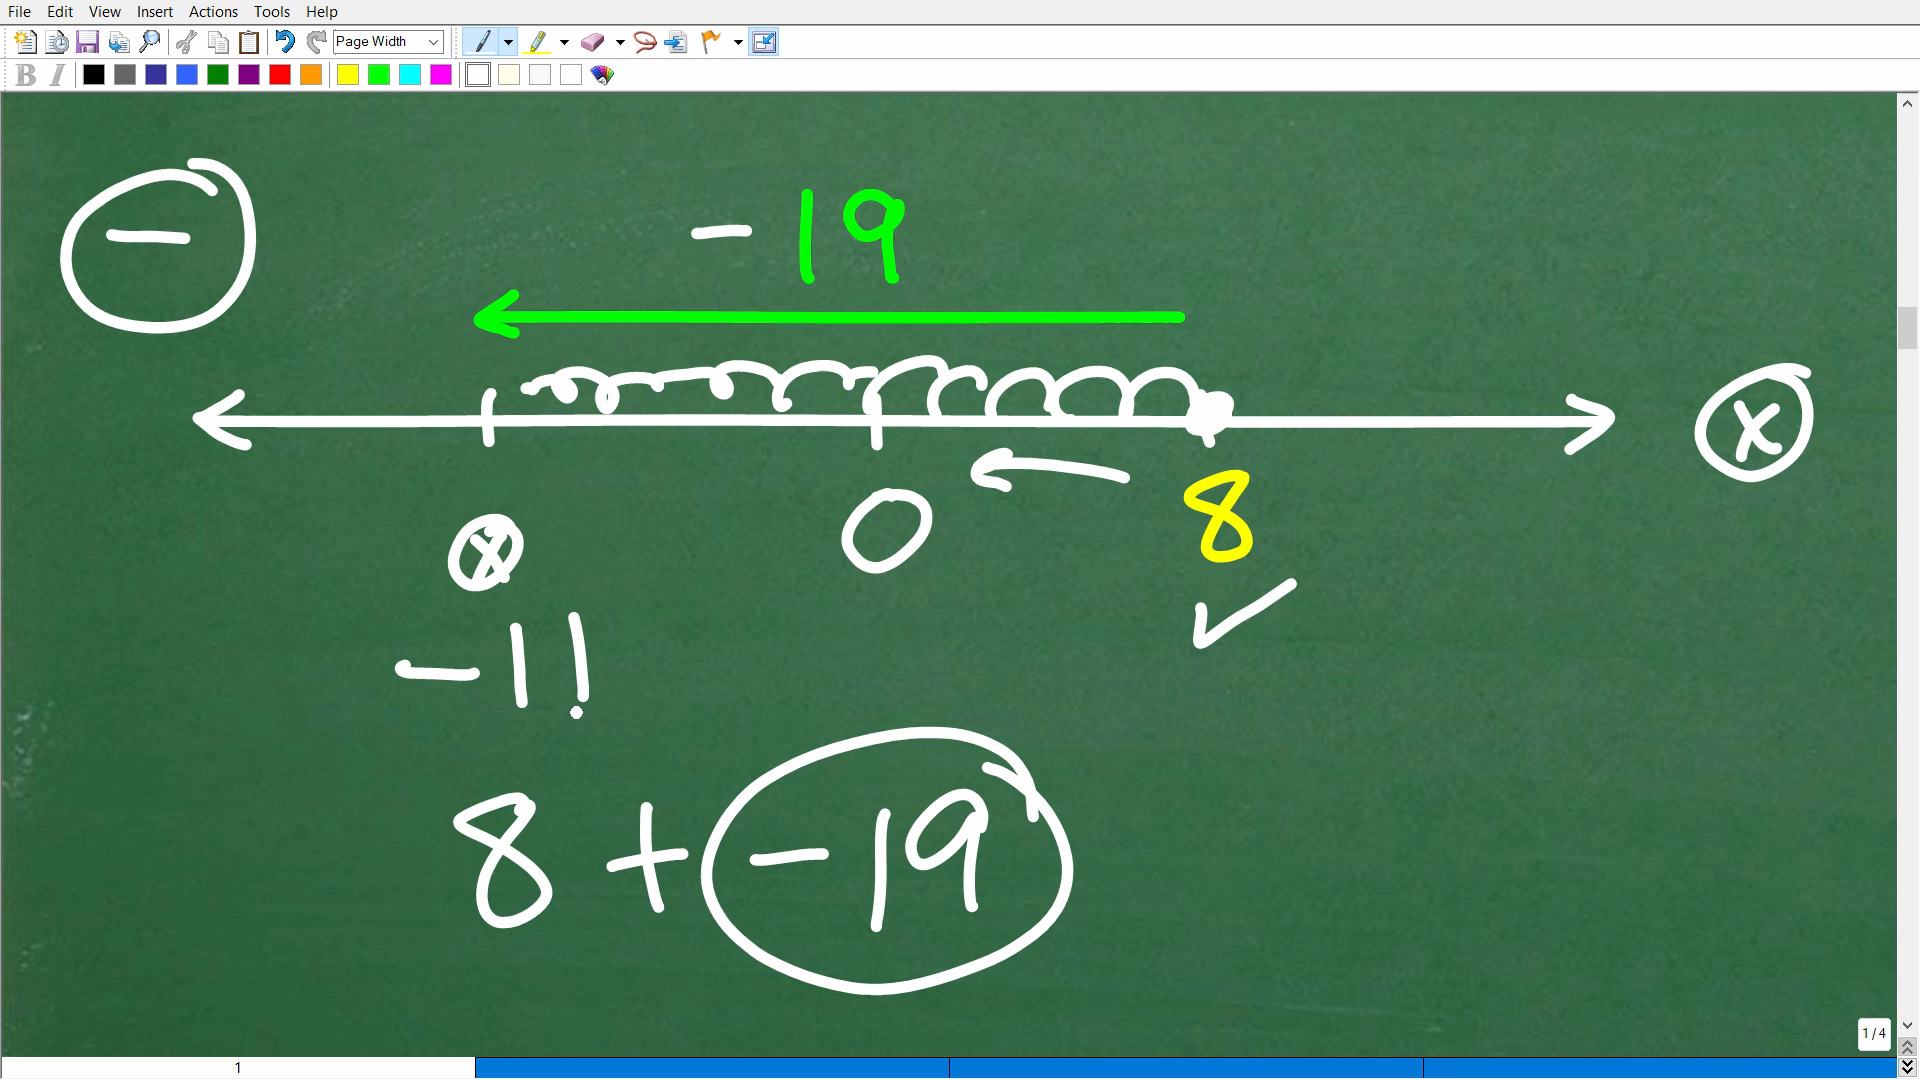 File Edit View Insert Actions Tools Help
Page Width
B I
-
-19
x
x 0 8
-11
8+-19
1/4
1